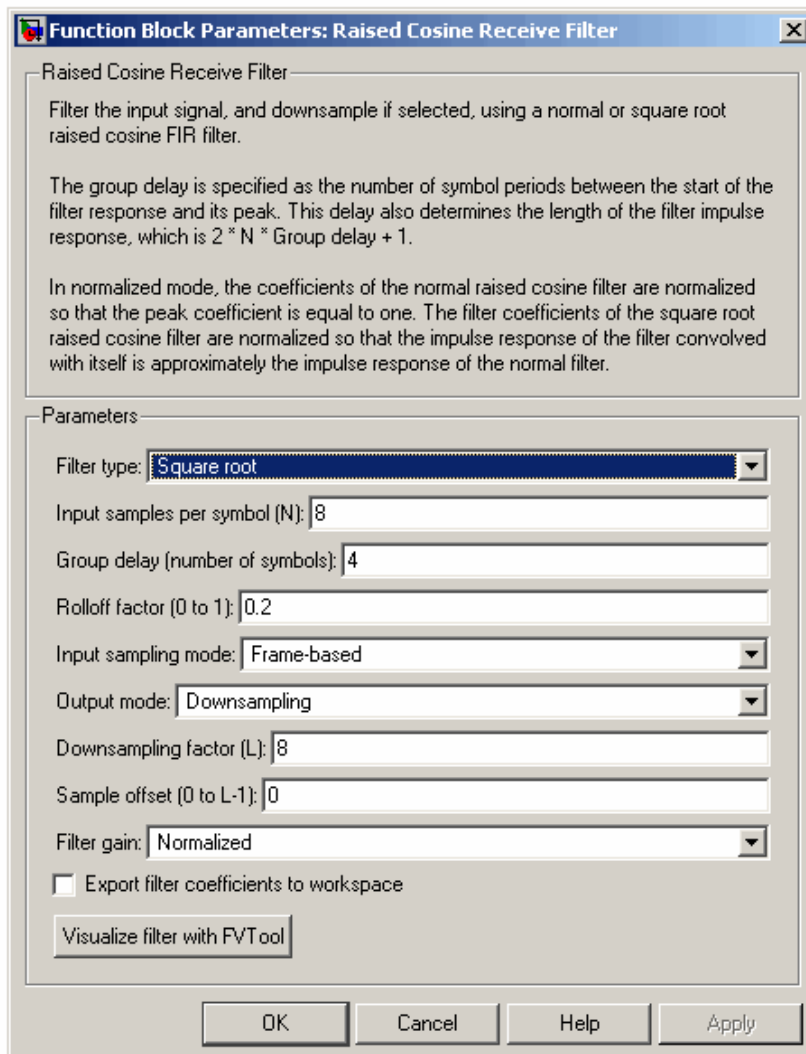 Function Block Parameters: Raised Cosine Receive Filter
Raised Cosine Receive Filter
Filter the input signal, and downsample if selected, using a normal or square root
raised cosine FIR filter.
The group delay is specified as the number of symbol periods between the start of the
filter response and its peak. This delay also determines the length of the filter impulse
response, which is 2 * N * Group delay + 1.
In normalized mode, the coefficients of the normal raised cosine filter are normalized
so that the peak coefficient is equal to one. The filter coefficients of the square root
raised cosine filter are normalized so that the impulse response of the filter convolved
with itself is approximately the impulse response of the normal filter.
Parameters
Filter type: Square root
Input samples per symbol (N): 8
Group delay (number of symbols): 4
Rolloff factor (0 to 1): 0.2
Input sampling mode: Frame-based
Output mode: Downsampling
Downsampling factor (L): 8
Sample offset (0 to L-1): 0
Filter gain: Normalized
Export filter coefficients to workspace
Visualize filter with FVTool
OK Cancel Help Apply